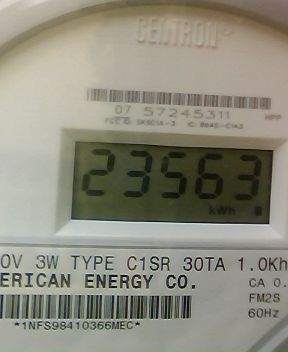 CENTRON®
07 57245311 HPP
23563
kWh
0V 3W TYPE C1SR 30TA 1.0Kh
ERICAN ENERGY CO. CA 0.
FM2S
60Hz
*1NFS98410366MEC*